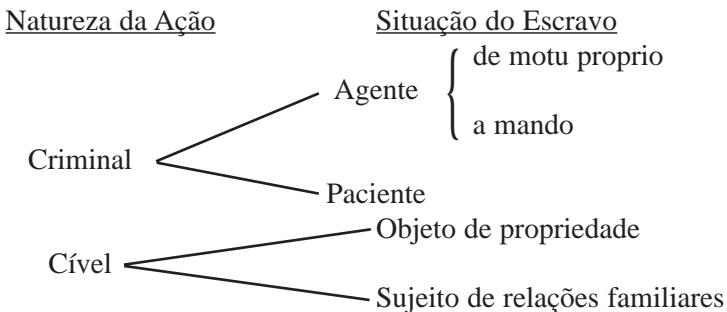 Natureza da Ação Situação do Escravo
de motu proprio
Agente
a mando
Criminal
Paciente
Objeto de propriedade
Cível
Sujeito de relações familiares